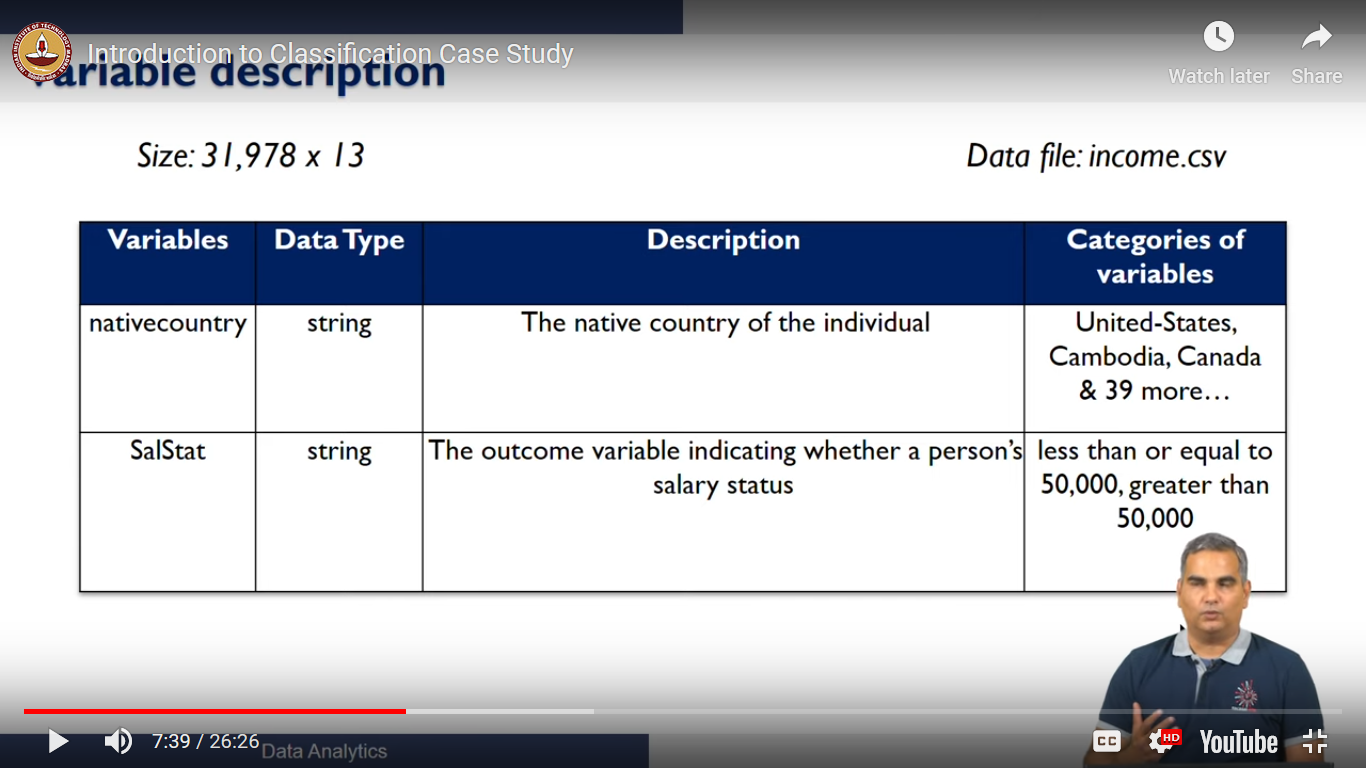 Introduction to Classification Case Study
Variable description
Watch later
Share
Size: 31,978 x 13
Data file: income.csv
Variables
Data Type
Description
Categories of
variables
nativecountry
string
The native country of the individual
United-States,
Cambodia, Canada
& 39 more…
SalStat
string
The outcome variable indicating whether a person’s
salary status
less than or equal to
50,000, greater than
50,000
7:39 / 26:26
Data Analytics
CC
HD
YouTube